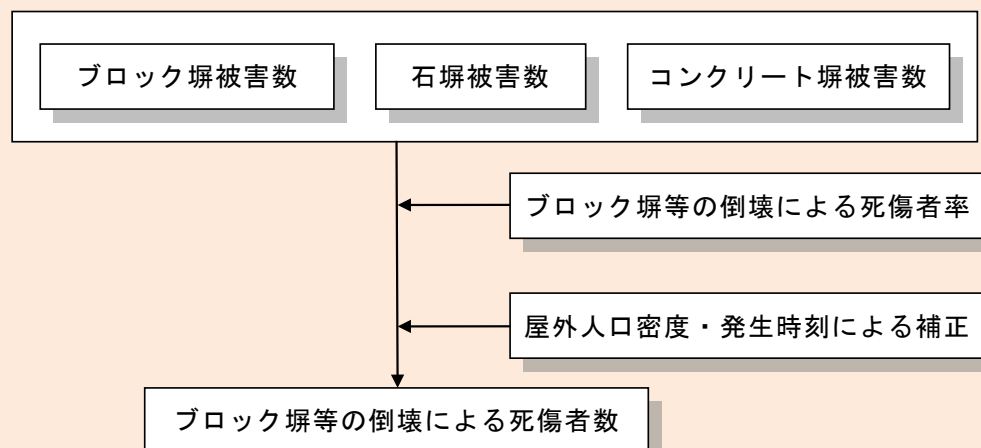 ブロック塀被害数
石塀被害数
コンクリート塀被害数
ブロック塀等の倒壊による死傷者率
屋外人口密度・発生時刻による補正
ブロック塀等の倒壊による死傷者数